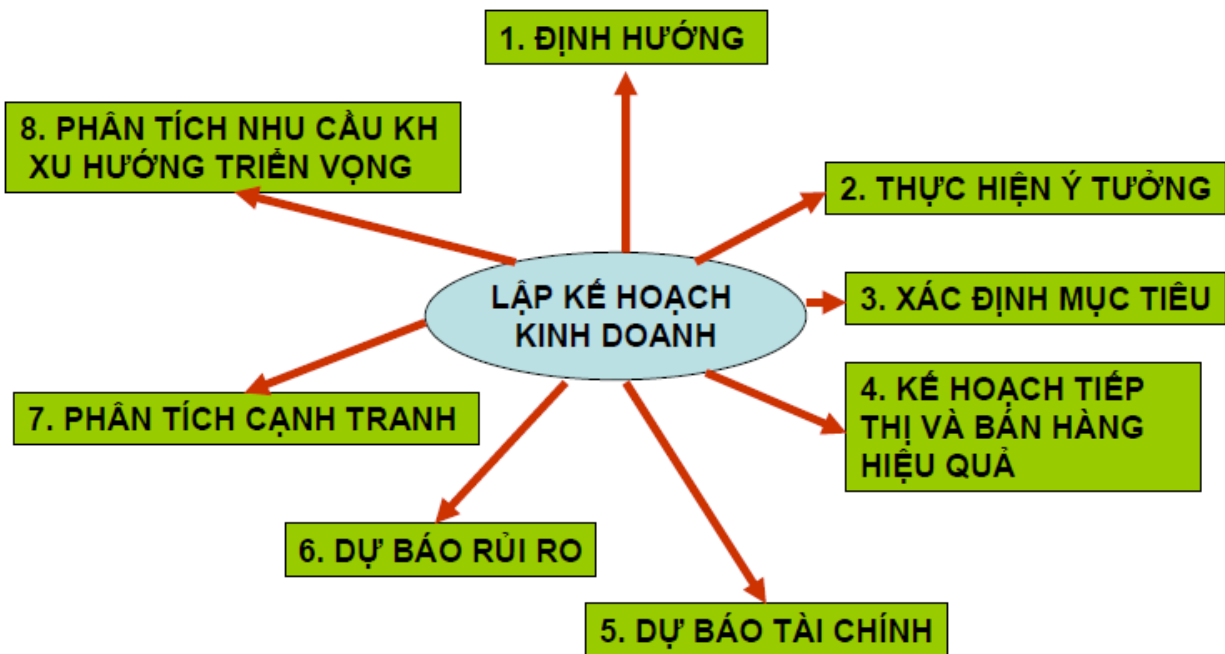 1. ĐỊNH HƯỚNG
8. PHÂN TÍCH NHU CẦU KH
XU HƯỚNG TRIỂN VỌNG
2. THỰC HIỆN Ý TƯỞNG
LẬP KẾ HOẠCH
KINH DOANH
3. XÁC ĐỊNH MỤC TIÊU
4. KẾ HOẠCH TIẾP
THỊ VÀ BÁN HÀNG
HIỆU QUẢ
7. PHÂN TÍCH CẠNH TRANH
6. DỰ BÁO RỦI RO
5. DỰ BÁO TÀI CHÍNH